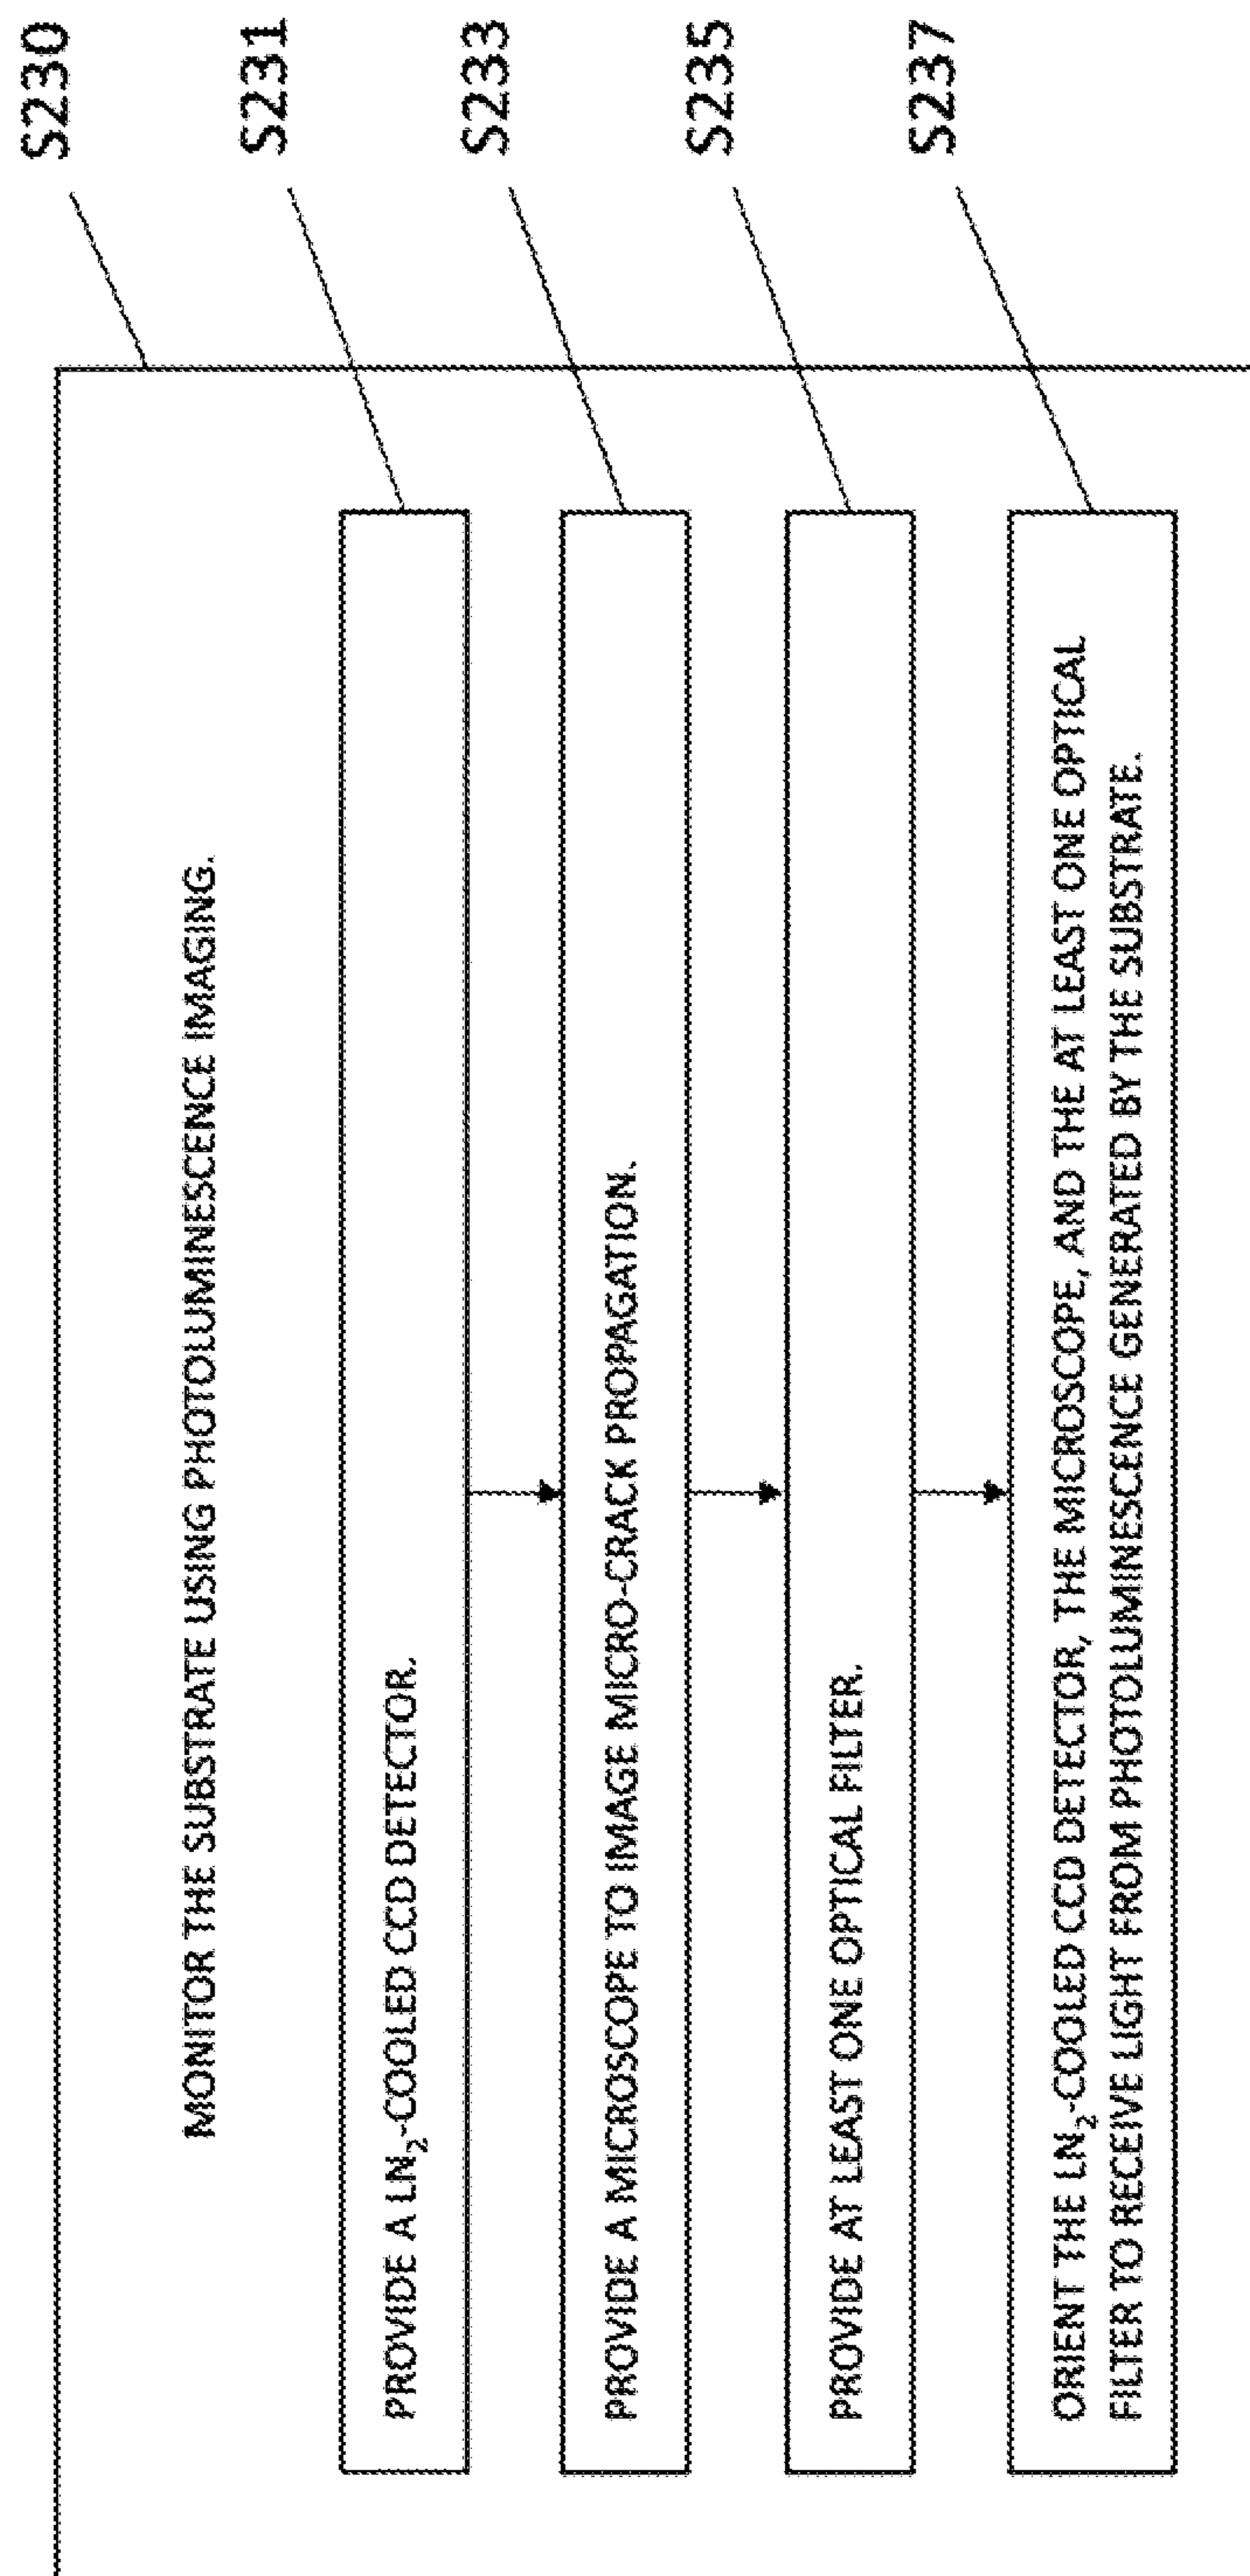 S230
MONITOR THE SUBSTRATE USING PHOTOLUMINESCENCE IMAGING.
S231
PROVIDE A LN₂-COOLED CCD DETECTOR.
S233
PROVIDE A MICROSCOPE TO IMAGE MICRO-CRACK PROPAGATION.
S235
PROVIDE AT LEAST ONE OPTICAL FILTER.
S237
ORIENT THE LN₂-COOLED CCD DETECTOR, THE MICROSCOPE, AND THE AT LEAST ONE OPTICAL
FILTER TO RECEIVE LIGHT FROM PHOTOLUMINESCENCE GENERATED BY THE SUBSTRATE.